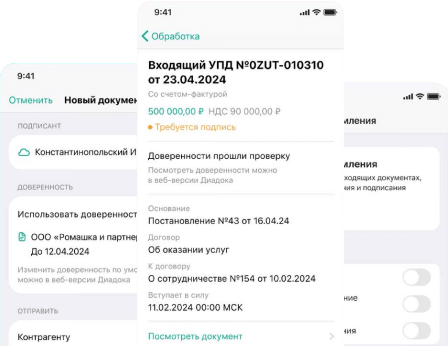 9:41
Отменить Новый докумен
ПОДПИСАНТ
Константинопольский И
ДОВЕРЕННОСТЬ
Использовать доверенност
ООО «Ромашка и партне
До 12.04.2024
Изменить доверенность по умо
можно в веб-версии Диадока
ОТПРАВИТЬ
Контрагенту
9:41
Обработка
Входящий УПД №0ZUT-010310
от 23.04.2024
Со счетом-фактурой
500 000,00 ₽ НДС 90 000,00 ₽
Требуется подпись
Доверенности прошли проверку
Посмотреть доверенности можно
в веб-версии Диадока
Основание
Постановление №43 от 16.04.24
Договор
Об оказании услуг
К договору
О сотрудничестве №154 от 10.02.2024
Вступает в силу
11.02.2024 00:00 МСК
Посмотреть документ
мления
мления
ходящих документах,
ния и подписания
ние
ния